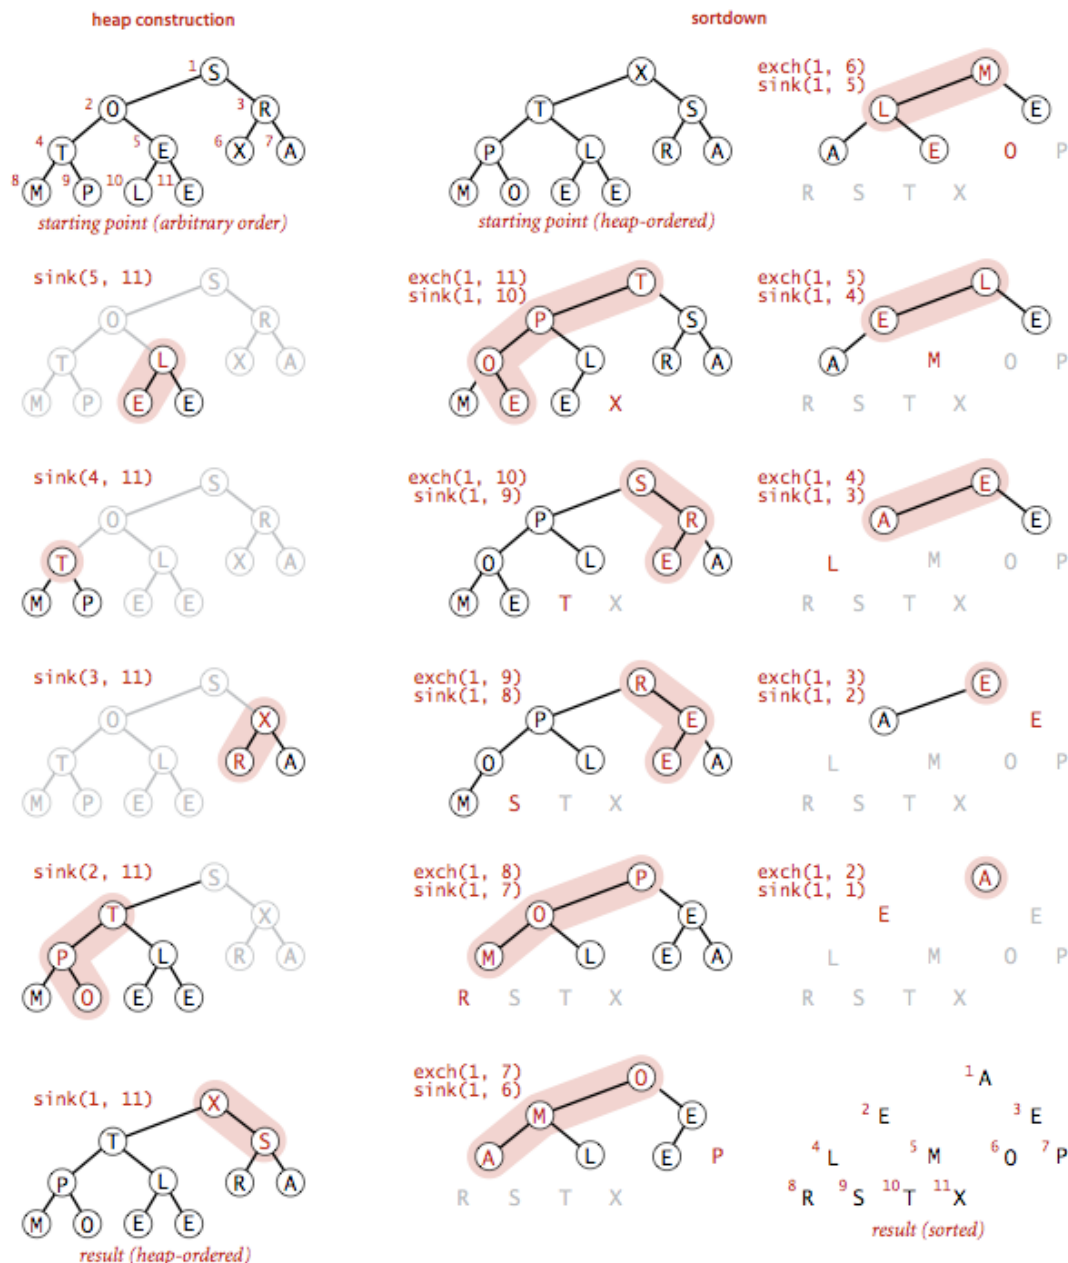 heap construction
1 S
2 O 3 R
4 T 5 E 6 X 7 A
8 M 9 P 10 L 11 E
starting point (arbitrary order)
sink(5, 11)
S
O R
T L X A
M P E E
sink(4, 11)
S
O R
T L X A
M P E E
sink(3, 11)
S
O X
T L R A
M P E E
sink(2, 11)
S
T X
P L R A
M O E E
sink(1, 11)
X
T S
P L R A
M O E E
result (heap-ordered)
sortdown
X
T S
P L R A
M O E E
starting point (heap-ordered)
exch(1, 11)
sink(1, 10)
T
P S
O L R A
M E E X
exch(1, 10)
sink(1, 9)
S
P R
O L E A
M E T X
exch(1, 9)
sink(1, 8)
R
P E
O L E A
M S T X
exch(1, 8)
sink(1, 7)
P
O E
M L E A
R S T X
exch(1, 7)
sink(1, 6)
O
M E
A L E P
R S T X
exch(1, 6)
sink(1, 5)
M
L E
A E O P
R S T X
exch(1, 5)
sink(1, 4)
L
E E
A M O P
R S T X
exch(1, 4)
sink(1, 3)
E
A E
L M O P
R S T X
exch(1, 3)
sink(1, 2)
E
A E
L M O P
R S T X
exch(1, 2)
sink(1, 1)
A
E E
L M O P
R S T X
1 A
2 E 3 E
4 L 5 M 6 O 7 P
8 R 9 S 10 T 11 X
result (sorted)